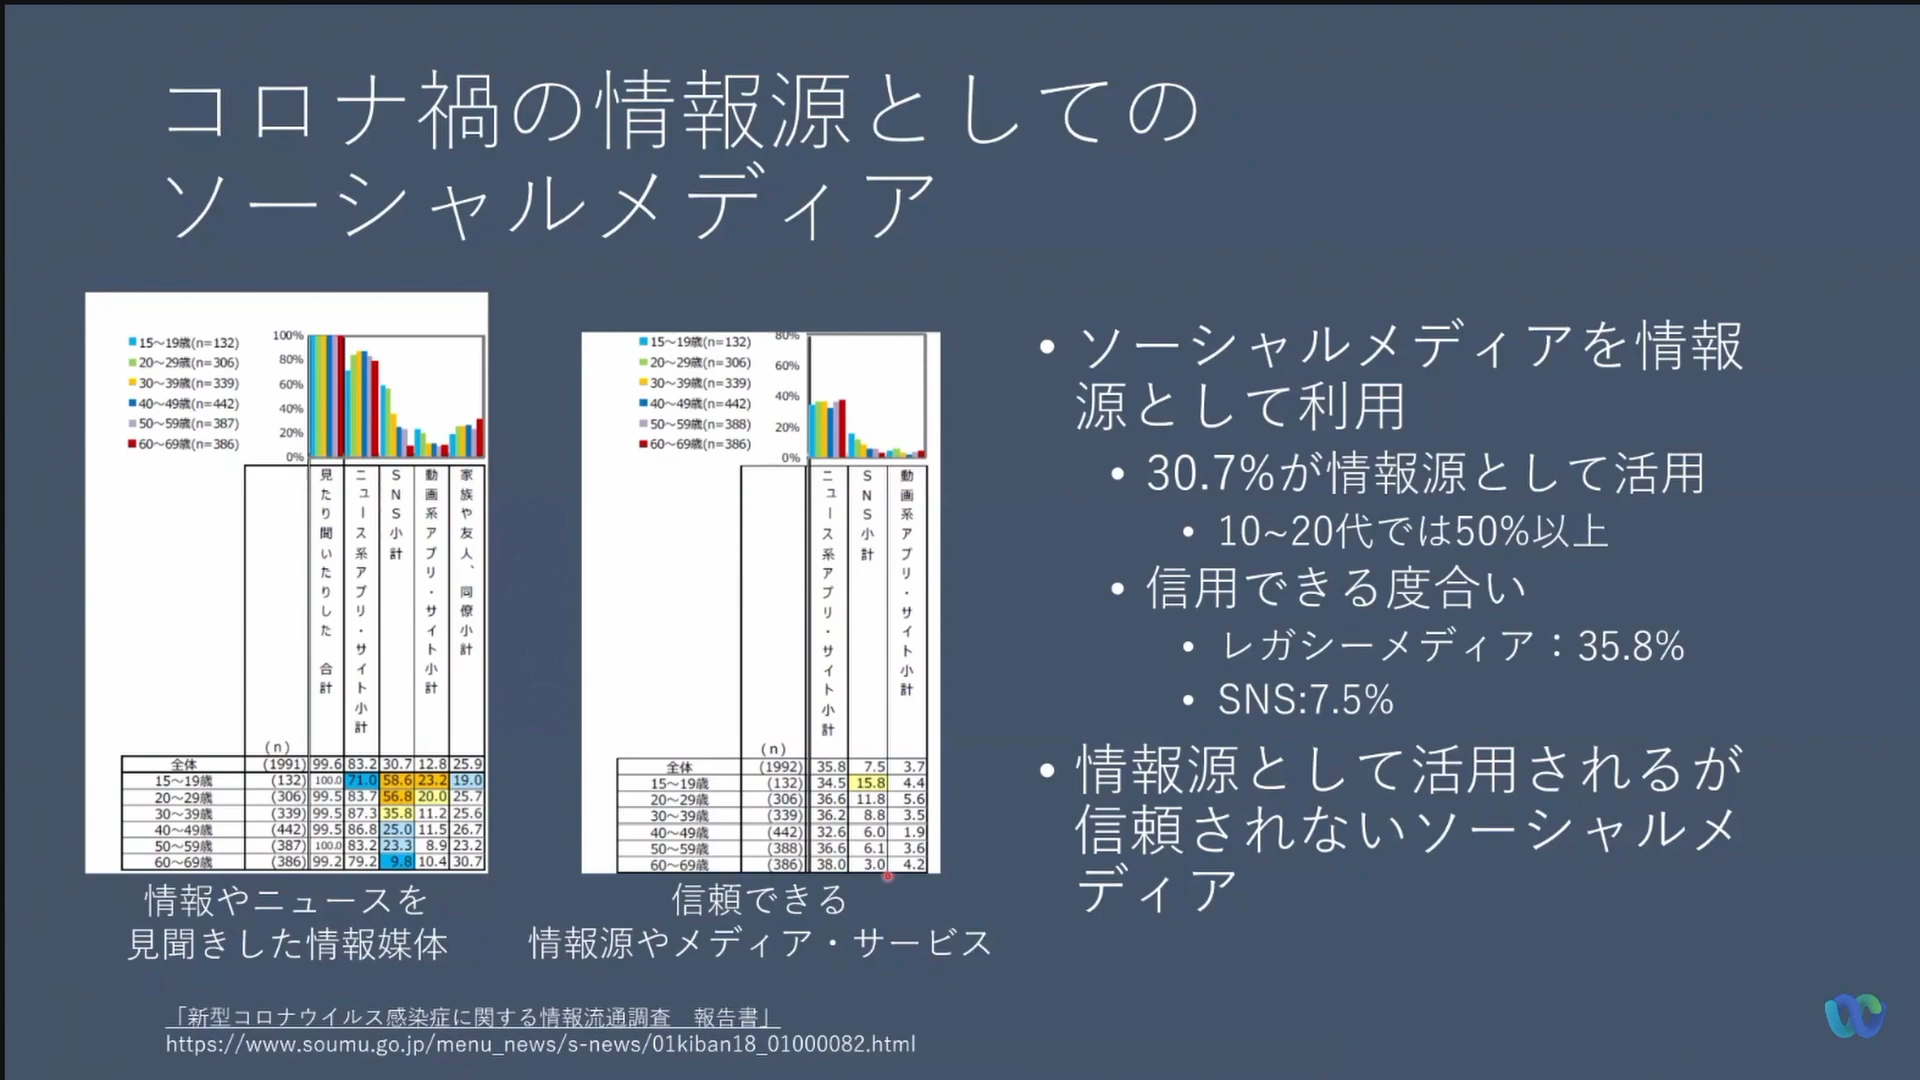 コロナ禍の情報源としての
ソーシャルメディア
15～19歳(n=132)
20～29歳(n=306)
30～39歳(n=339)
40～49歳(n=442)
50～59歳(n=387)
60～69歳(n=386)
100%
80%
60%
40%
20%
0%
見たり聞いたりした 合計
ニュース系アプリ・サイト小計
SNS小計
動画系アプリ・サイト小計
家族や友人、同僚小計
(n)
全体 (1991) 99.6 83.2 30.7 12.8 25.9
15～19歳 (132) 100.0 71.0 58.6 23.2 19.0
20～29歳 (306) 99.5 83.7 56.8 20.0 25.7
30～39歳 (339) 99.5 87.3 35.8 11.2 25.6
40～49歳 (442) 99.5 86.8 25.0 11.5 26.7
50～59歳 (387) 100.0 83.2 23.3 8.9 23.2
60～69歳 (386) 99.2 79.2 9.8 10.4 30.7
情報やニュースを
見聞きした情報媒体
15～19歳(n=132)
20～29歳(n=306)
30～39歳(n=339)
40～49歳(n=442)
50～59歳(n=388)
60～69歳(n=386)
80%
60%
40%
20%
0%
ニュース系アプリ・サイト小計
SNS小計
動画系アプリ・サイト小計
(n)
全体 (1992) 35.8 7.5 3.7
15～19歳 (132) 34.5 15.8 4.4
20～29歳 (306) 36.6 11.8 5.6
30～39歳 (339) 36.2 8.8 3.5
40～49歳 (442) 32.6 6.0 1.9
50～59歳 (388) 36.6 6.1 3.6
60～69歳 (386) 38.0 3.0 4.2
信頼できる
情報源やメディア・サービス
• ソーシャルメディアを情報
源として利用
• 30.7%が情報源として活用
• 10~20代では50%以上
• 信用できる度合い
• レガシーメディア：35.8%
• SNS:7.5%
• 情報源として活用されるが
信頼されないソーシャルメ
ディア
「新型コロナウイルス感染症に関する情報流通調査　報告書」
https://www.soumu.go.jp/menu_news/s-news/01kiban18_01000082.html